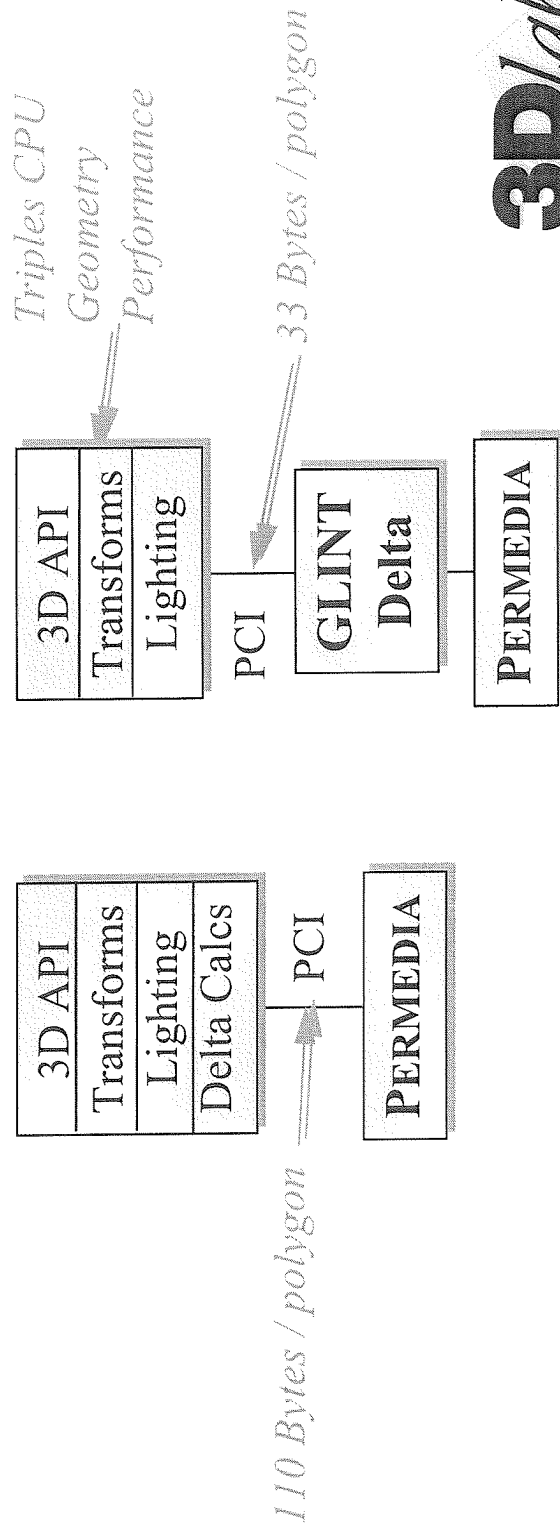 110 Bytes / polygon
3D API
Transforms
Lighting
Delta Calcs
PCI
PERMEDIA
3D API
Transforms
Lighting
PCI
GLINT
Delta
PERMEDIA
Triples CPU
Geometry
Performance
33 Bytes / polygon
3Dlab